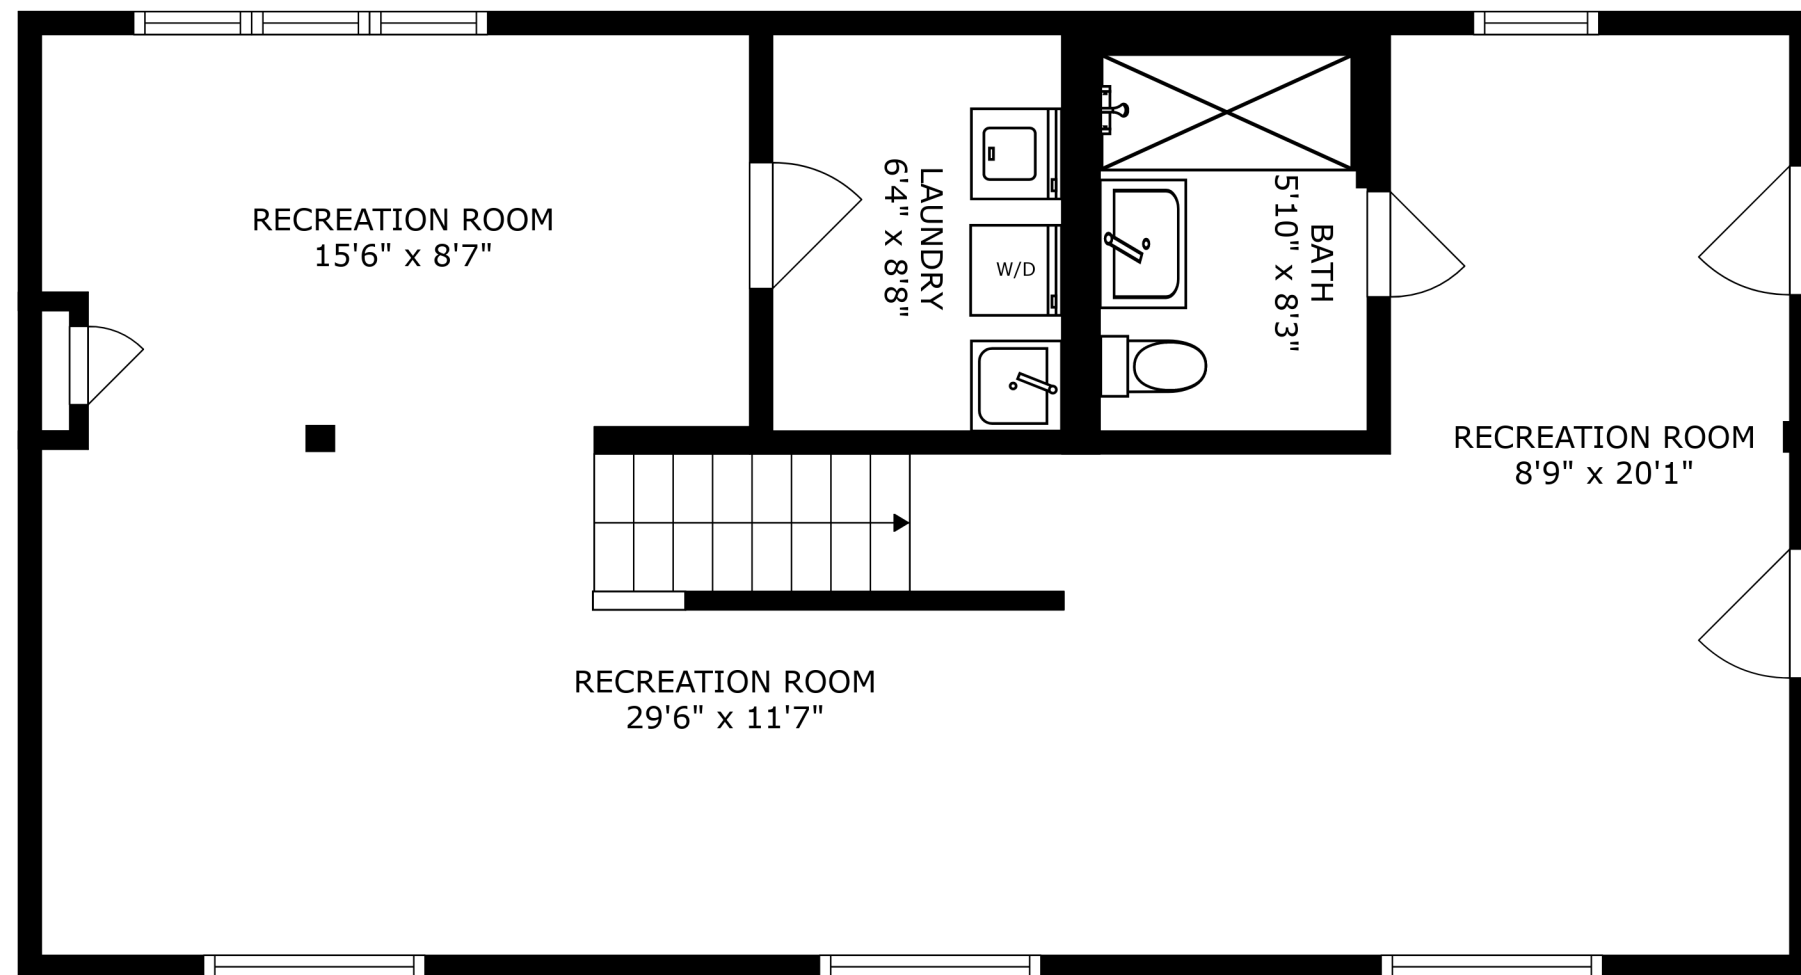 RECREATION ROOM
15'6" x 8'7"
LAUNDRY
6'4" x 8'8"
W/D
BATH
5'10" x 8'3"
RECREATION ROOM
8'9" x 20'1"
RECREATION ROOM
29'6" x 11'7"